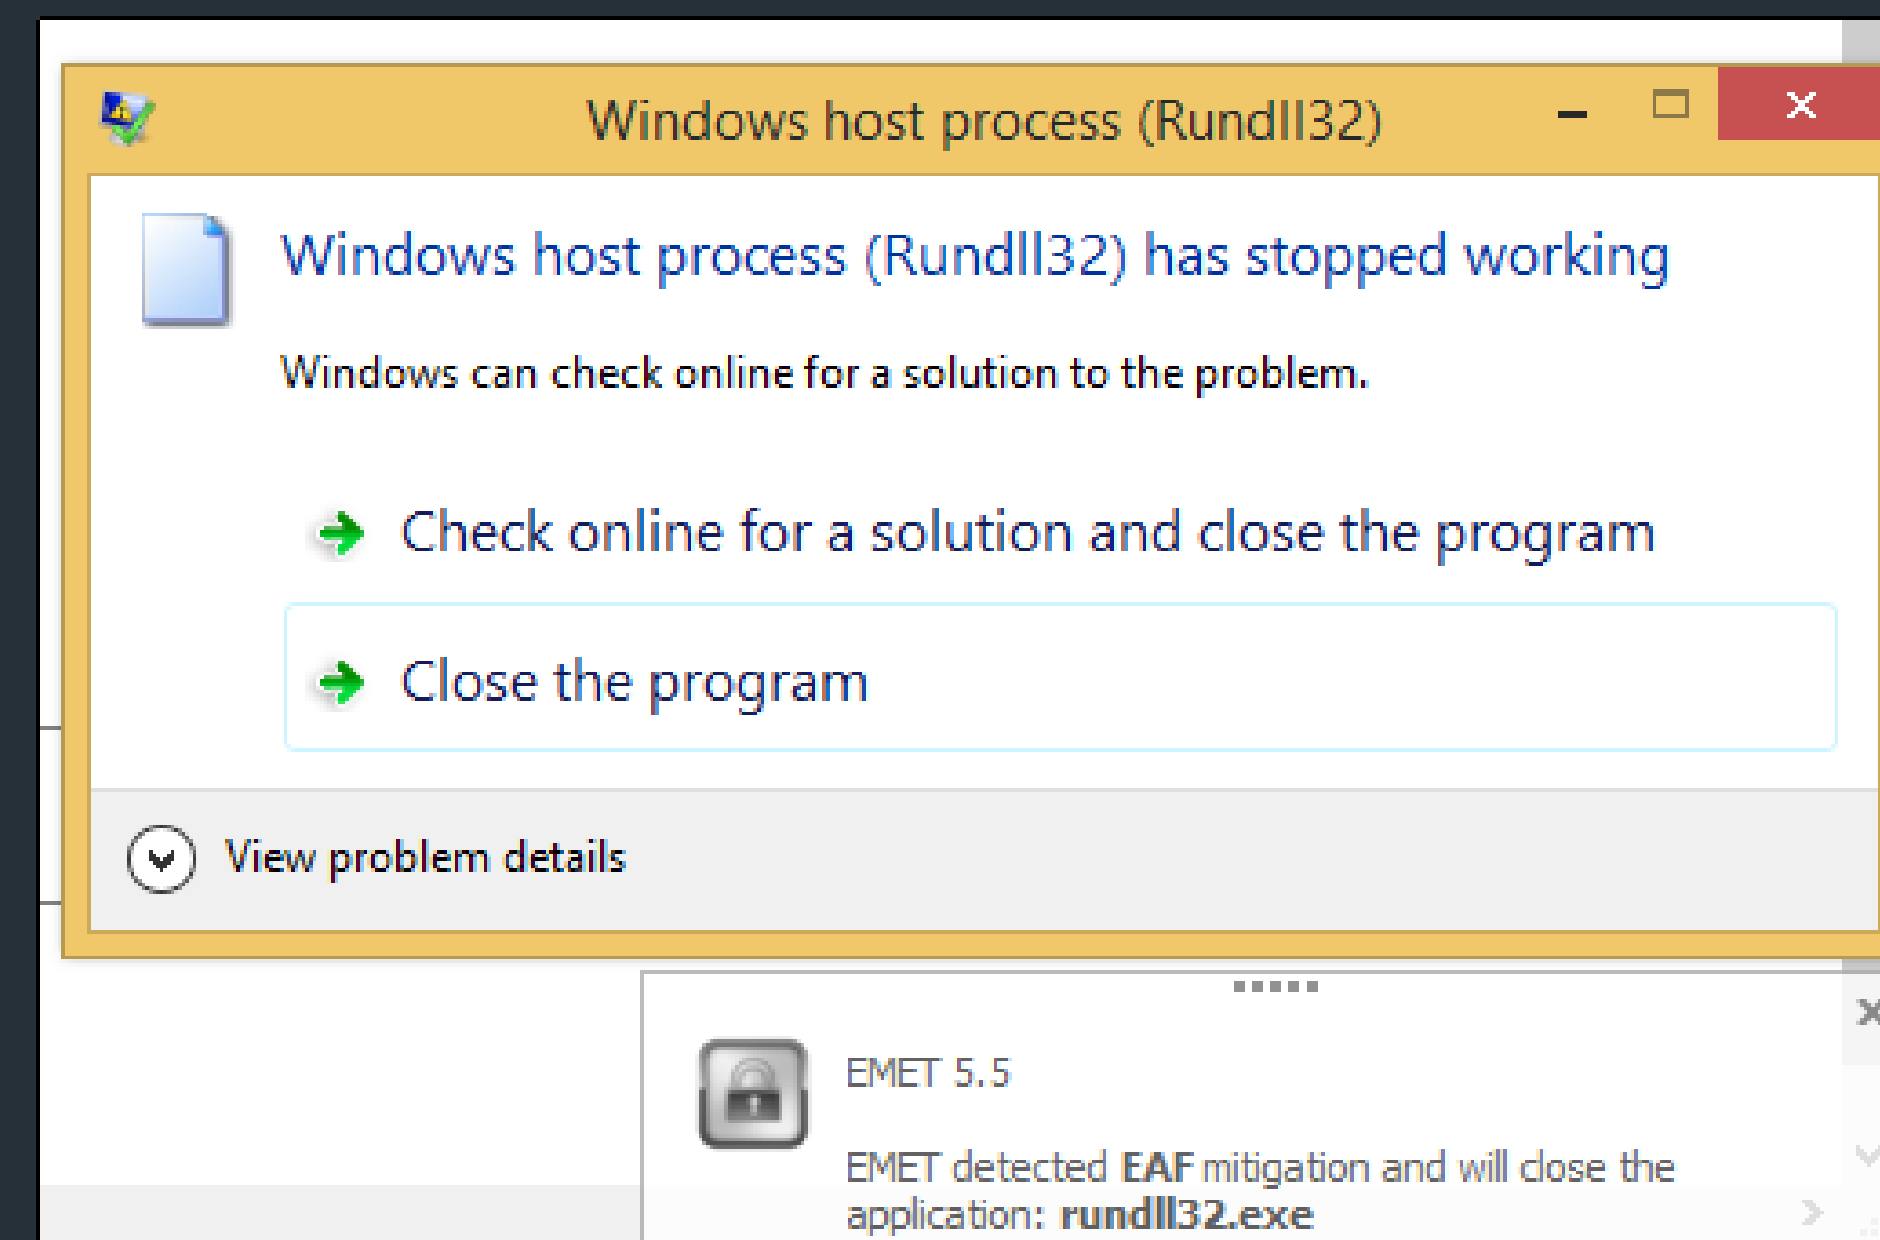 Windows host process (Rundll32)
Windows host process (Rundll32) has stopped working
Windows can check online for a solution to the problem.
Check online for a solution and close the program
Close the program
View problem details
EMET 5.5
EMET detected EAF mitigation and will close the
application: rundll32.exe